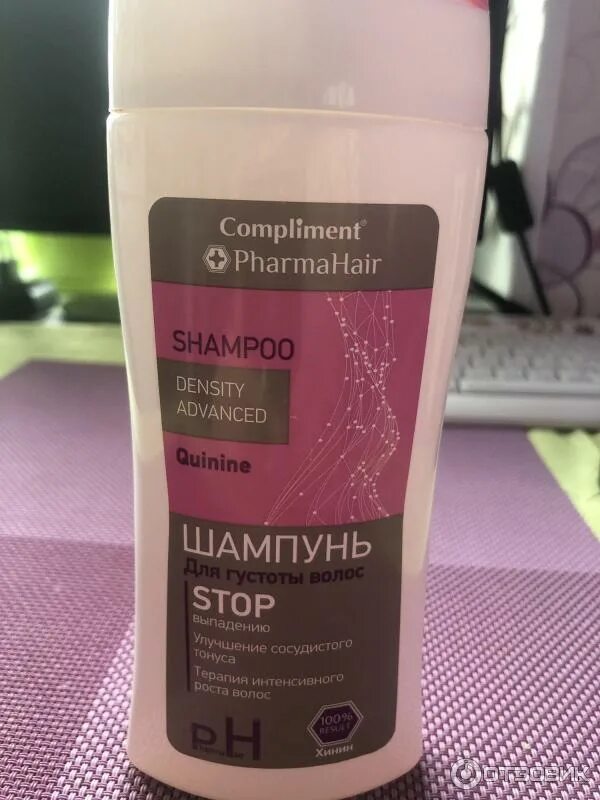 Compliment®
PharmaHair
SHAMPOO
DENSITY
ADVANCED
Quinine
ШАМПУНЬ
Для густоты волос
STOP
выпадению
Улучшение сосудистого
тонуса
Терапия интенсивного
роста волос
100%
RESULT
Хинин
pH
ОТЗОВИК